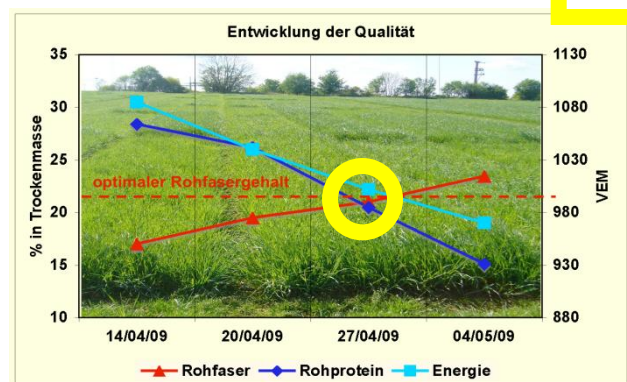 Entwicklung der Qualität
% in Trockenmasse
35
30
25
20
15
10
optimaler Rohfasergehalt
1130
1080
1030
980
930
880
VEM
14/04/09 20/04/09 27/04/09 04/05/09
Rohfaser Rohprotein Energie